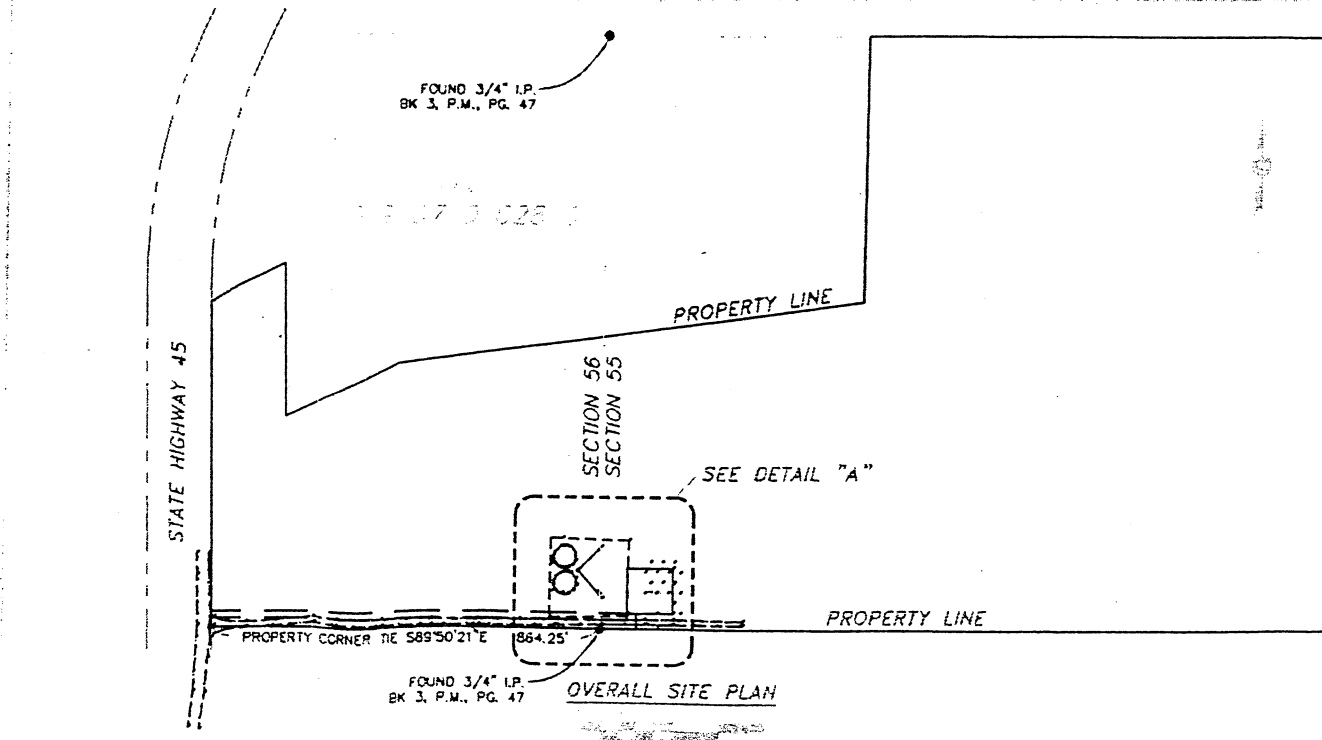 FOUND 3/4" I.P.
BK 3, P.M., PG. 47
PROPERTY LINE
STATE HIGHWAY 45
SECTION 56
SECTION 55
SEE DETAIL "A"
PROPERTY LINE
PROPERTY CORNER TIE S89°50'21"E 864.25'
FOUND 3/4" I.P.
BK 3, P.M., PG. 47
OVERALL SITE PLAN